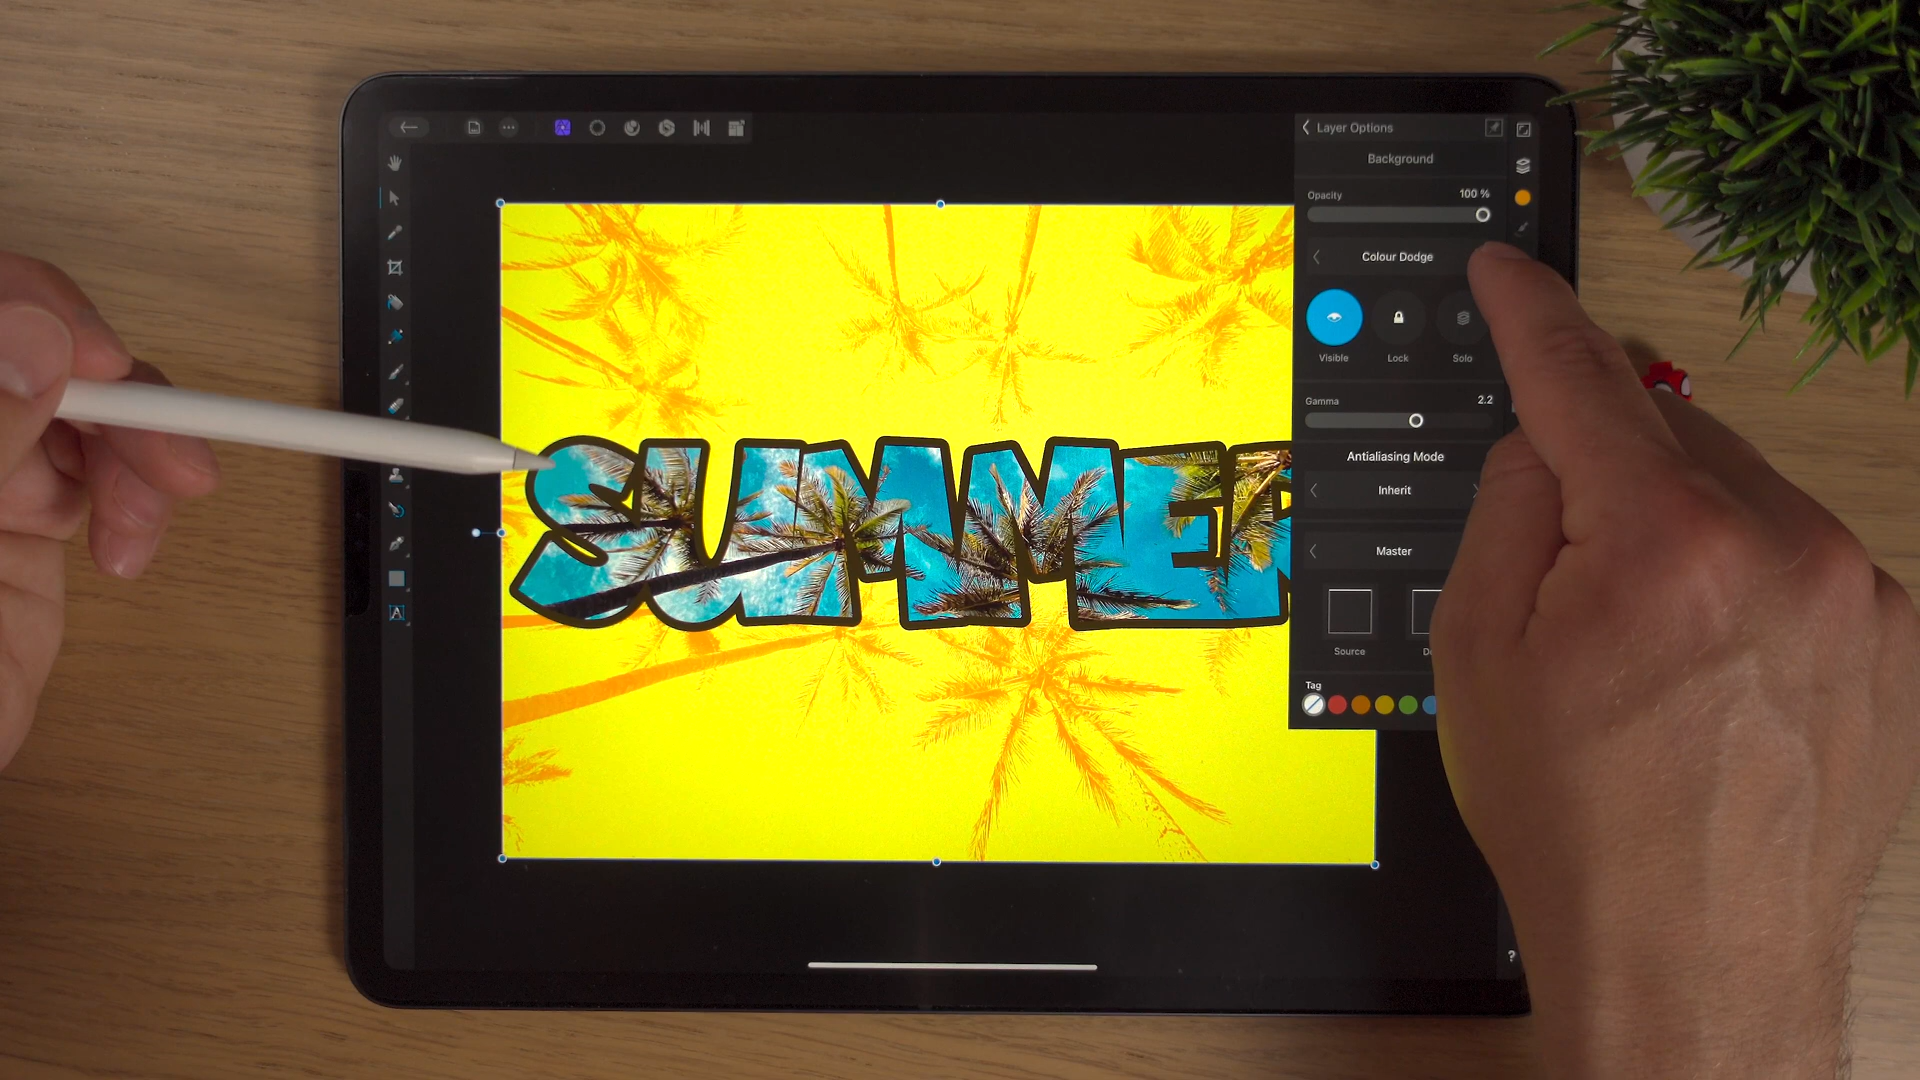 Layer Options
Background
Opacity
100 %
Colour Dodge
Visible
Lock
Solo
Gamma
2.2
Antialiasing Mode
Inherit
Master
Source
Tag
SUMMER
A
?